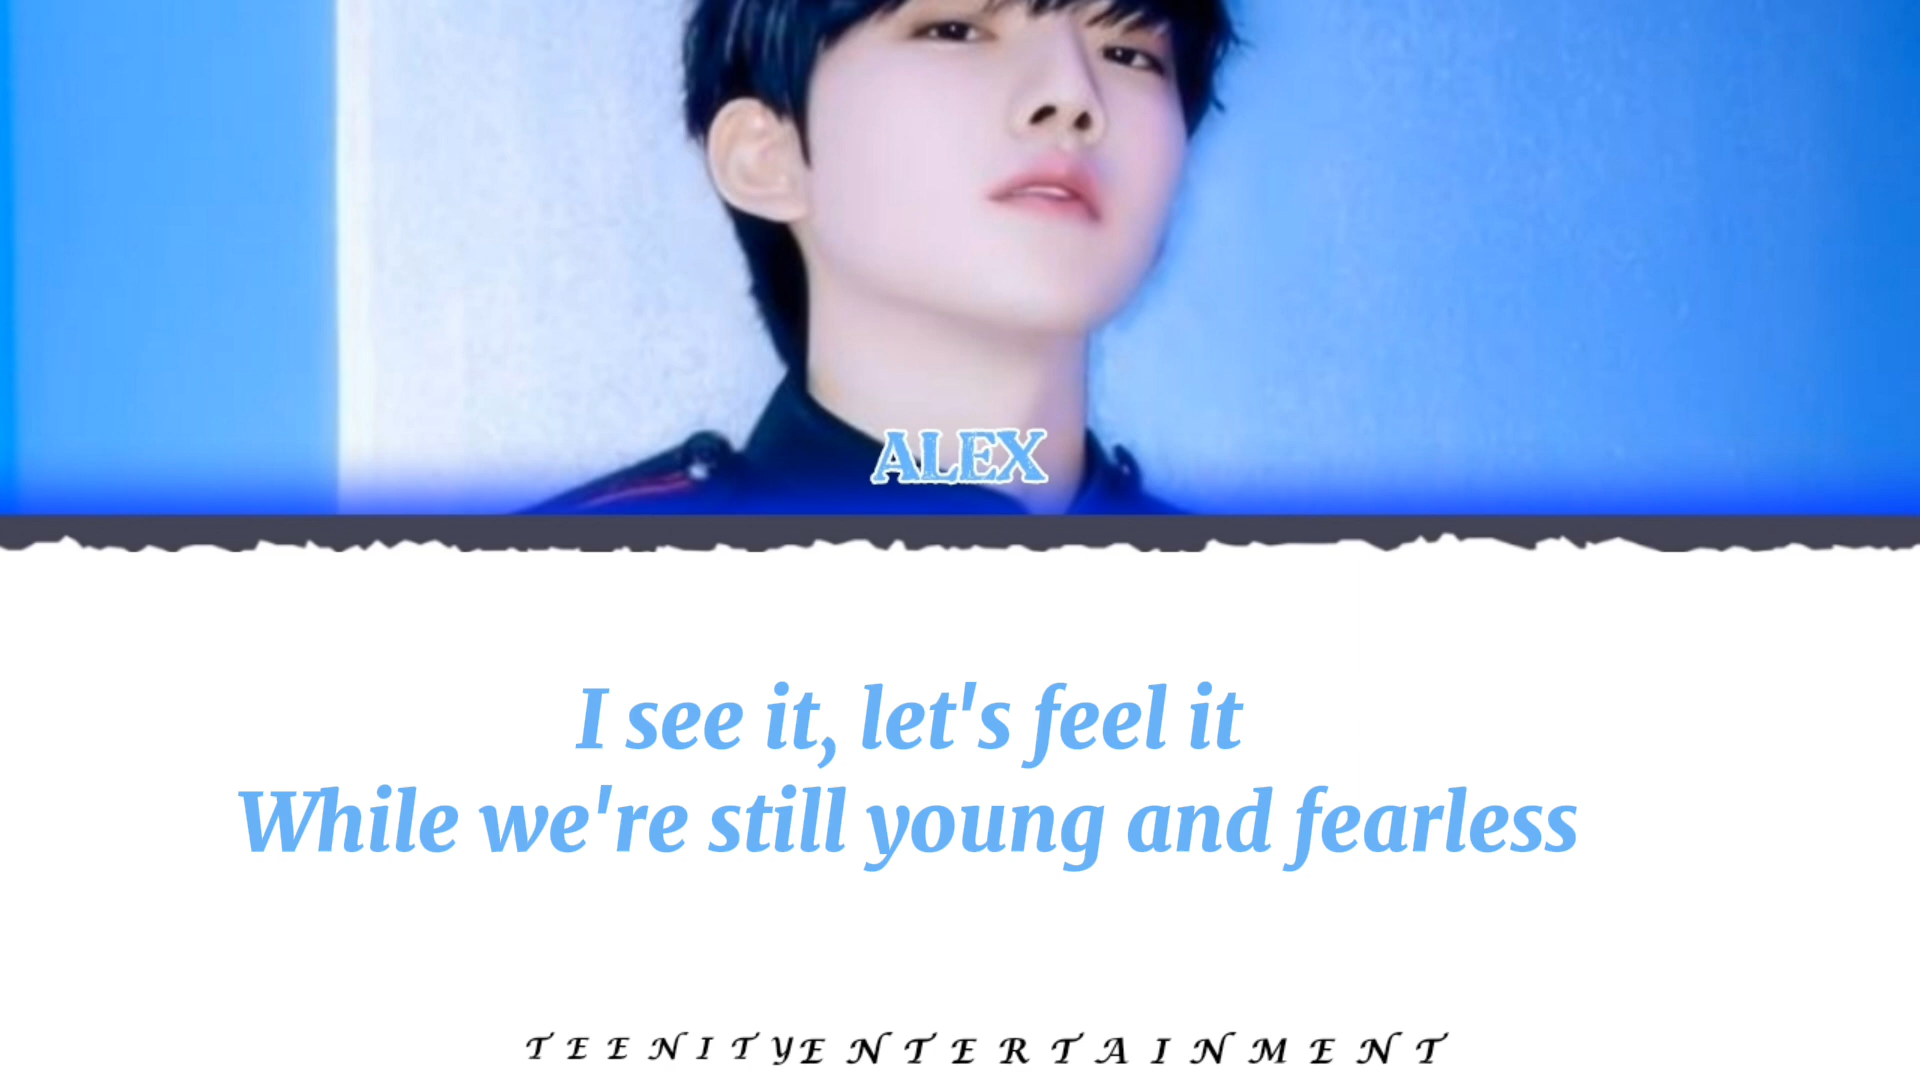 ALEX
I see it, let's feel it
While we're still young and fearless
TEENITYENTERTAINMENT